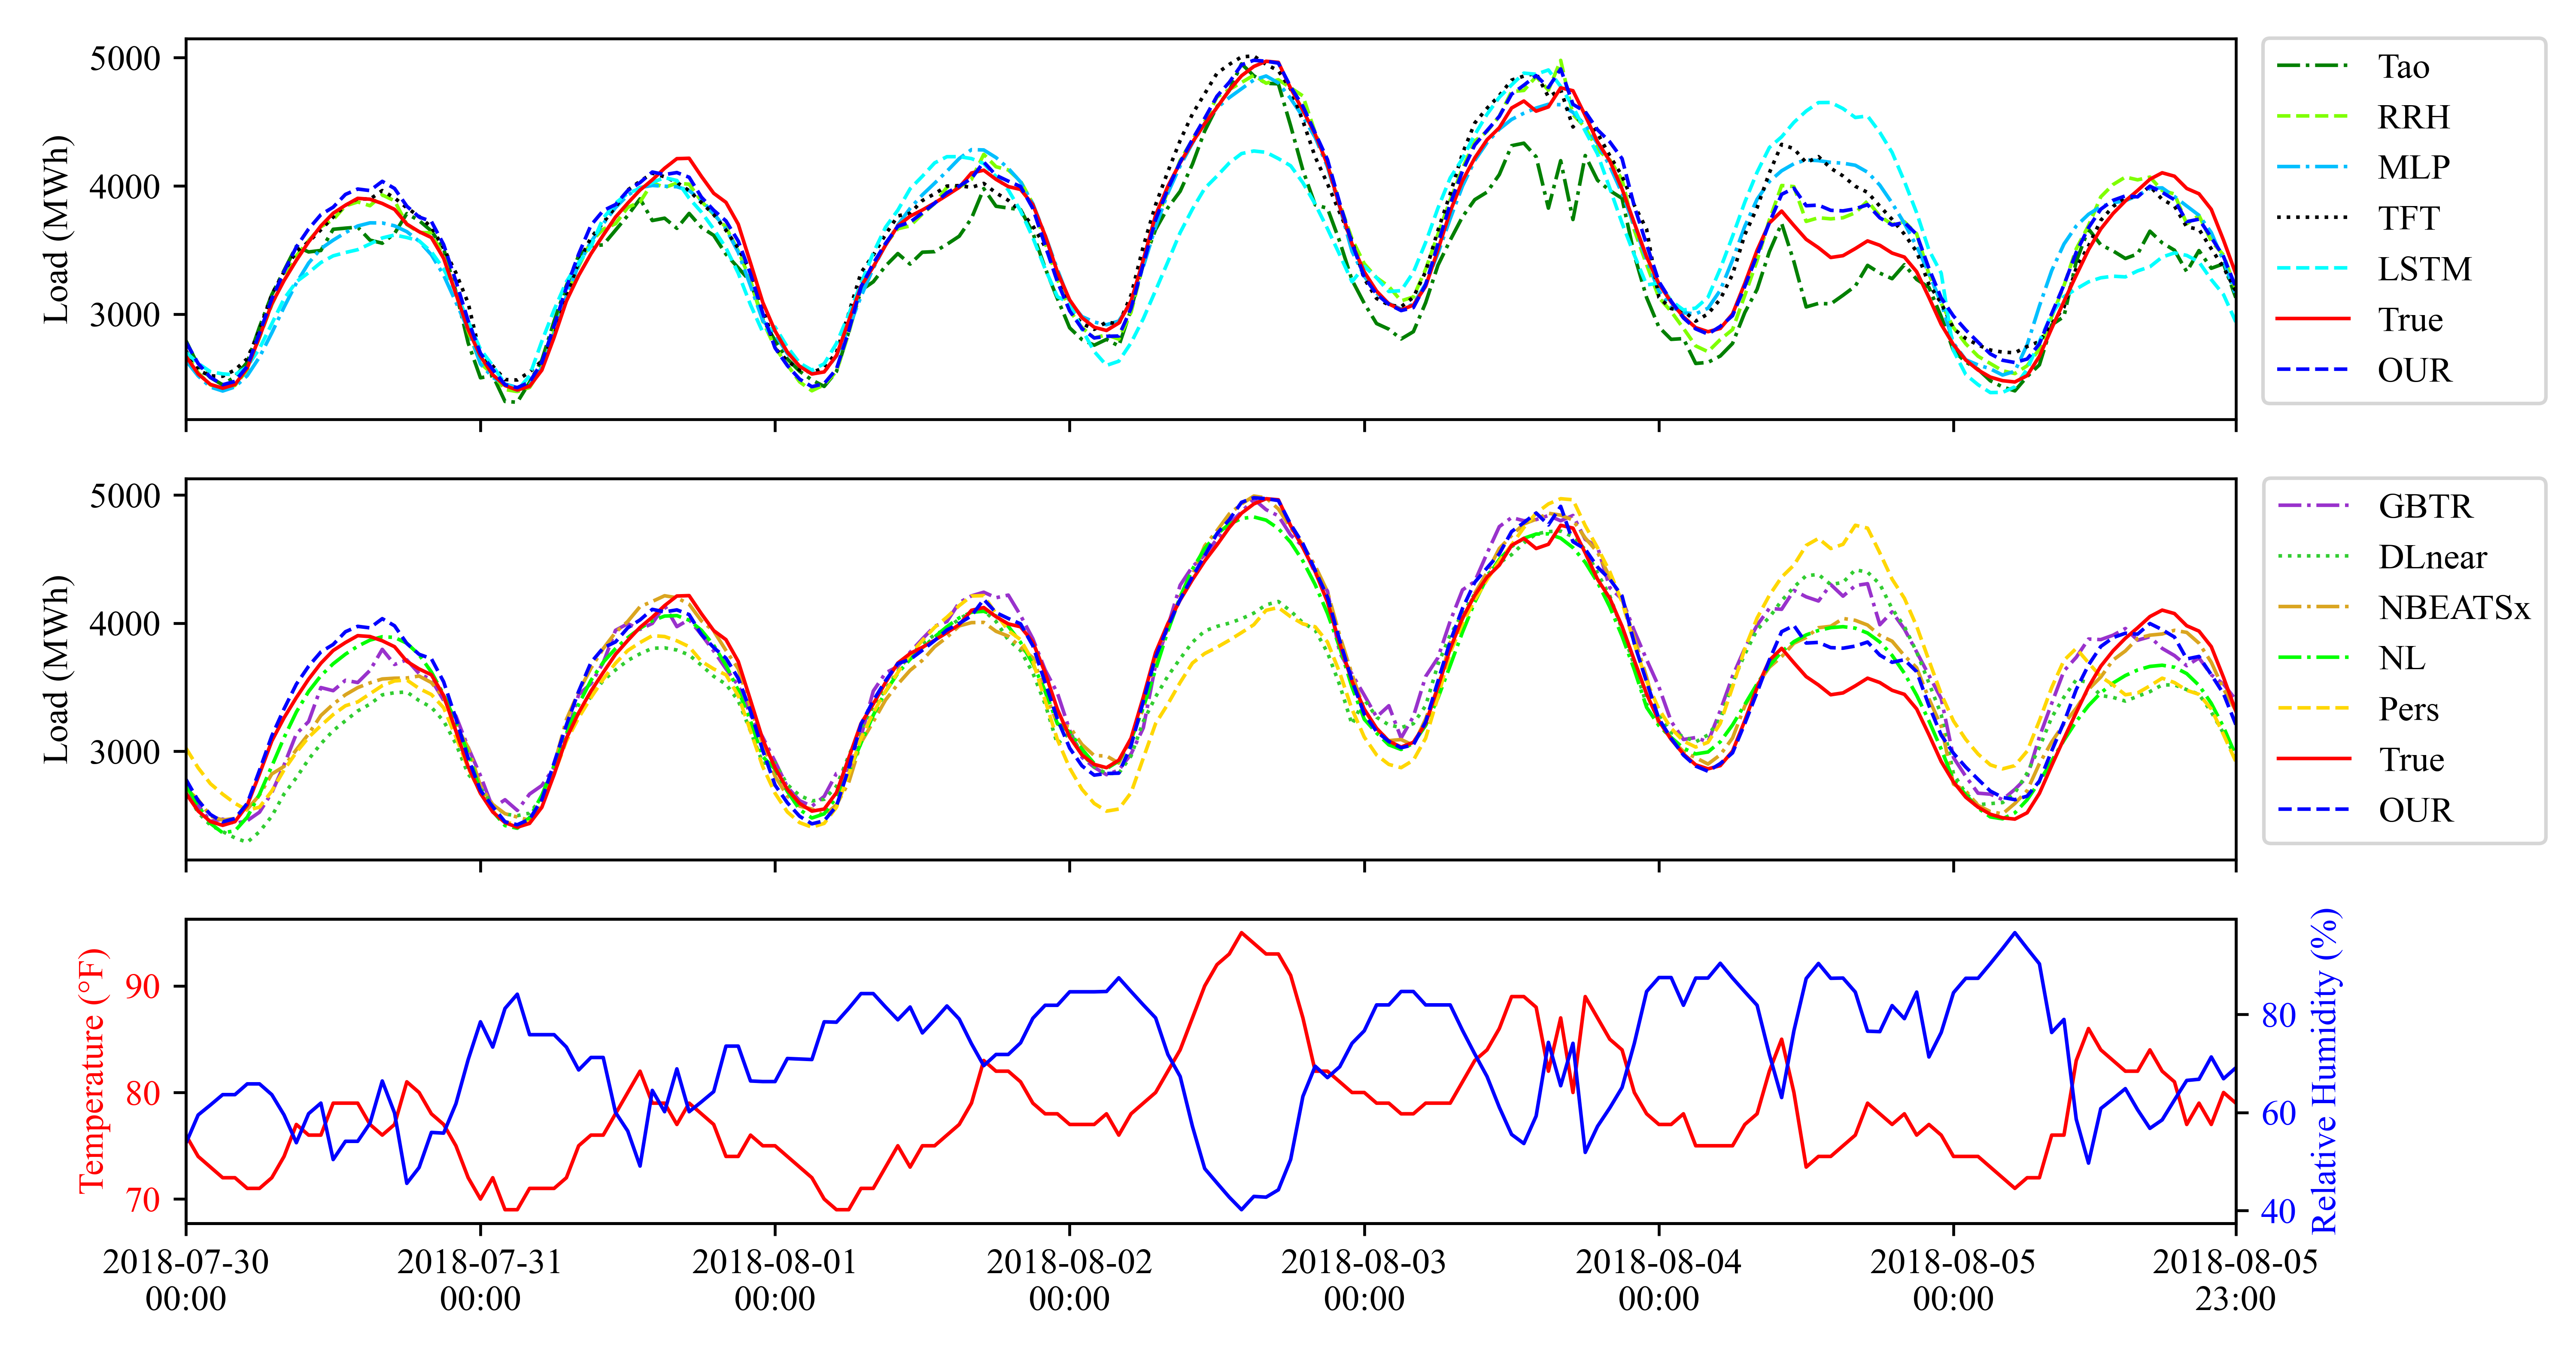 Load (MWh)
5000
4000
3000
Tao
RRH
MLP
TFT
LSTM
True
OUR
Load (MWh)
5000
4000
3000
GBTR
DLnear
NBEATSx
NL
Pers
True
OUR
Temperature (°F)
90
80
70
80
60
40
Relative Humidity (%)
2018-07-30 2018-07-31 2018-08-01 2018-08-02 2018-08-03 2018-08-04 2018-08-05 2018-08-05
00:00 00:00 00:00 00:00 00:00 00:00 00:00 23:00